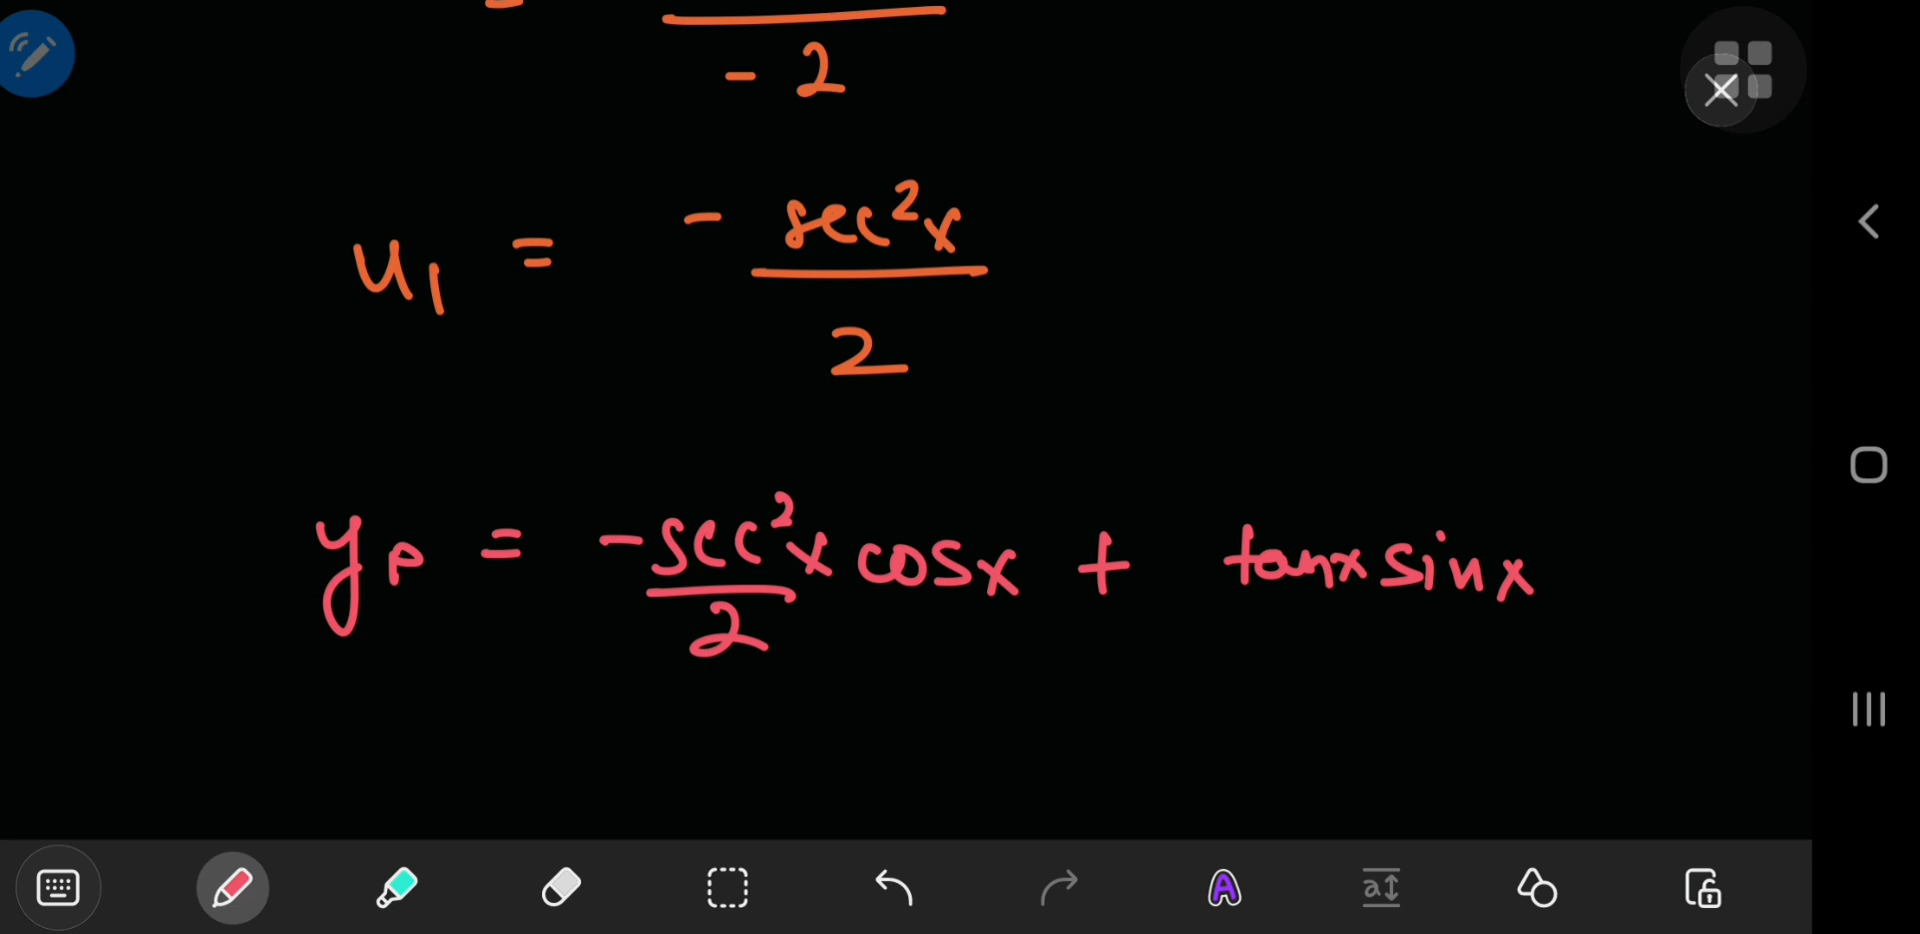 = ―
- 2
u₁ = - sec²x / 2
yₚ = -sec²x / 2 cosx + tanx sinx
A
a